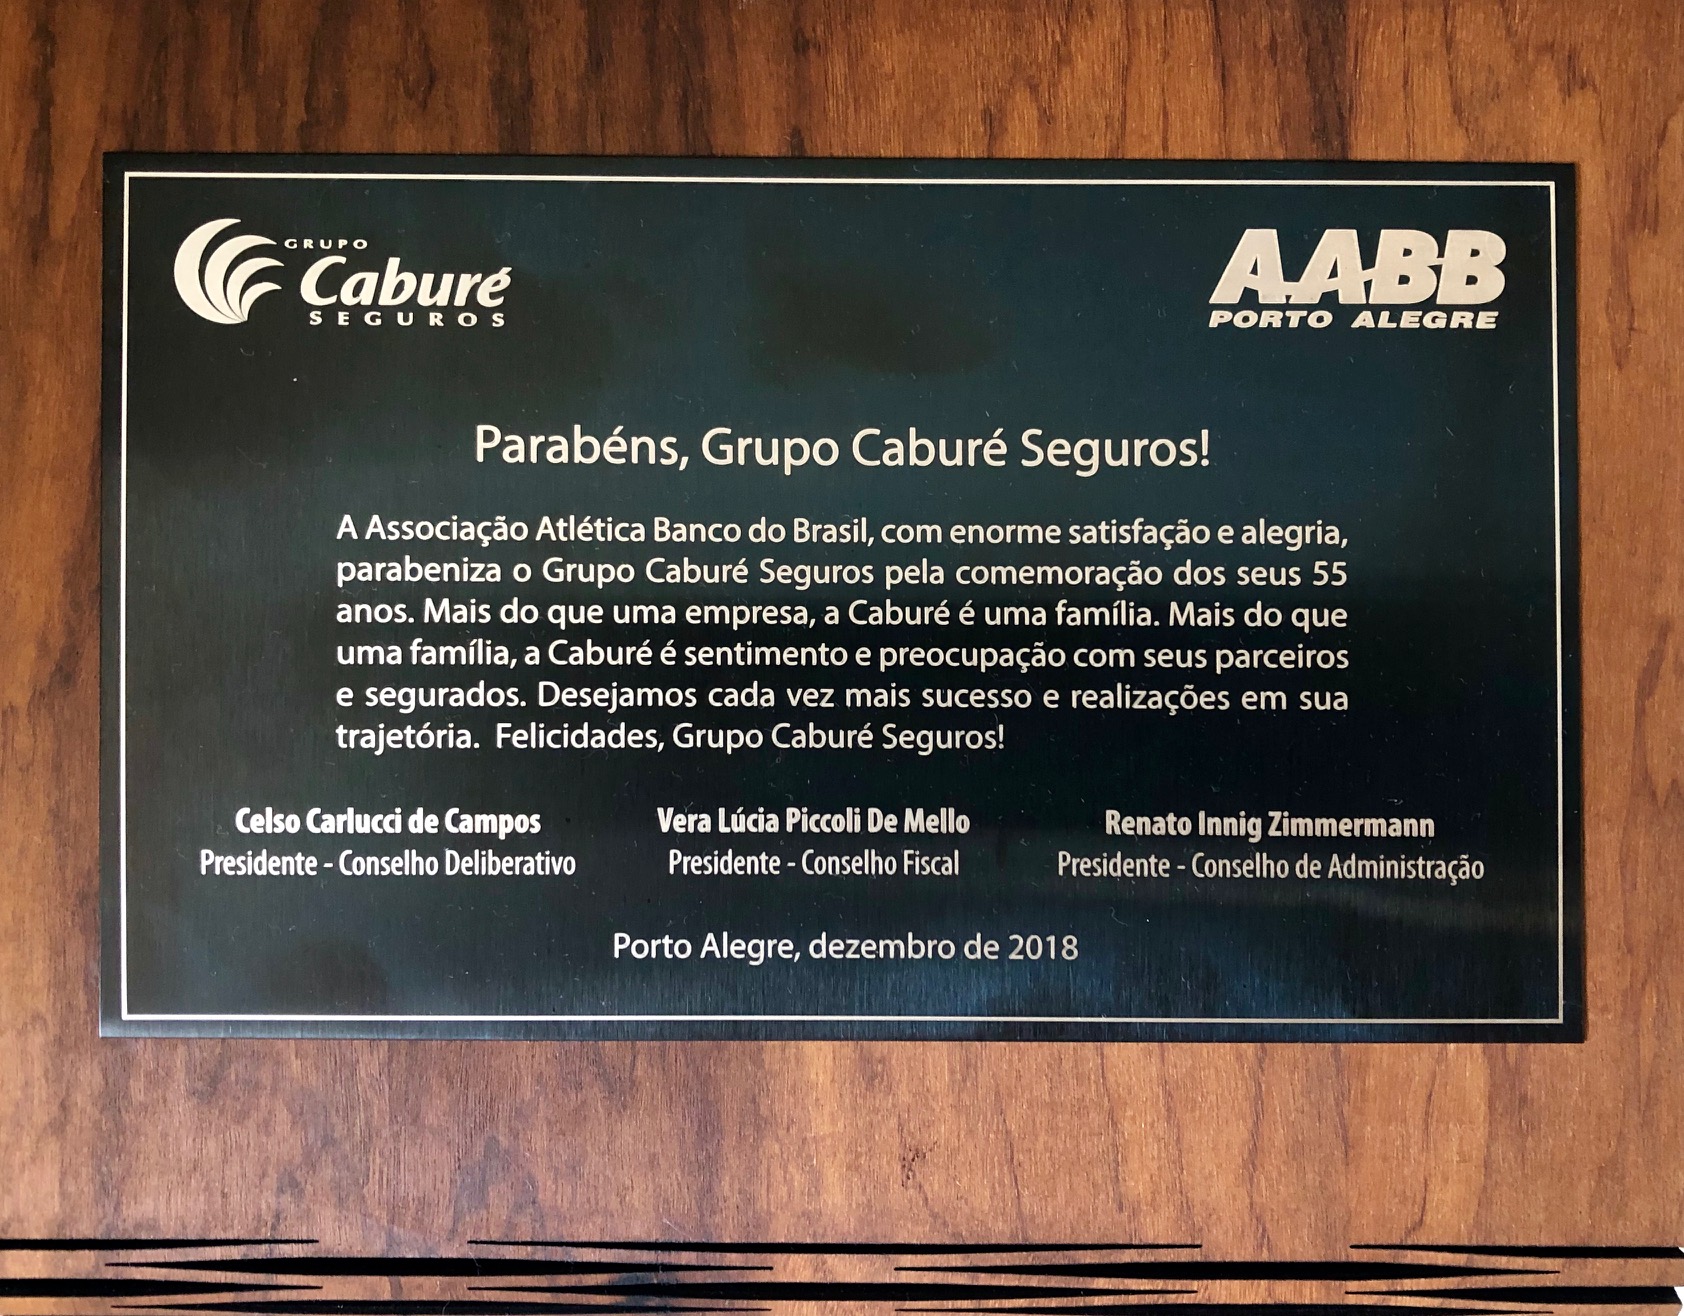 GRUPO
Caburé
SEGUROS
AABB
PORTO ALEGRE
Parabéns, Grupo Caburé Seguros!
A Associação Atlética Banco do Brasil, com enorme satisfação e alegria,
parabeniza o Grupo Caburé Seguros pela comemoração dos seus 55
anos. Mais do que uma empresa, a Caburé é uma família. Mais do que
uma família, a Caburé é sentimento e preocupação com seus parceiros
e segurados. Desejamos cada vez mais sucesso e realizações em sua
trajetória. Felicidades, Grupo Caburé Seguros!
Celso Carlucci de Campos
Presidente - Conselho Deliberativo
Vera Lúcia Piccoli De Mello
Presidente - Conselho Fiscal
Renato Innig Zimmermann
Presidente - Conselho de Administração
Porto Alegre, dezembro de 2018